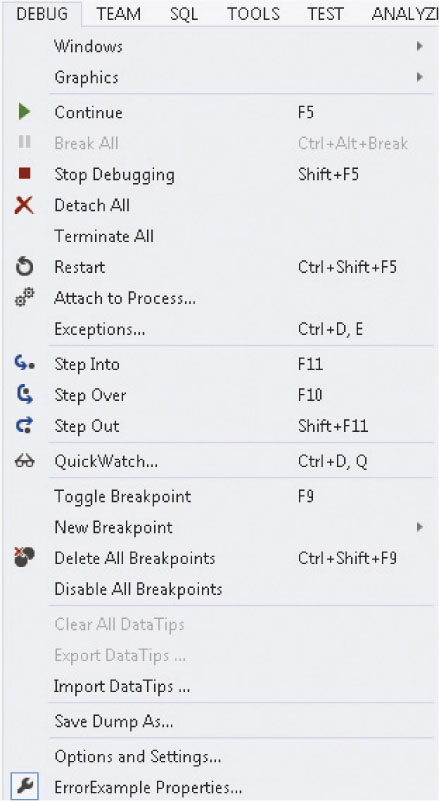 DEBUG TEAM SQL TOOLS TEST ANALYZ
Windows
Graphics
Continue F5
Break All Ctrl+Alt+Break
Stop Debugging Shift+F5
Detach All
Terminate All
Restart Ctrl+Shift+F5
Attach to Process...
Exceptions... Ctrl+D, E
Step Into F11
Step Over F10
Step Out Shift+F11
QuickWatch... Ctrl+D, Q
Toggle Breakpoint F9
New Breakpoint
Delete All Breakpoints Ctrl+Shift+F9
Disable All Breakpoints
Clear All DataTips
Export DataTips ...
Import DataTips ...
Save Dump As...
Options and Settings...
ErrorExample Properties...